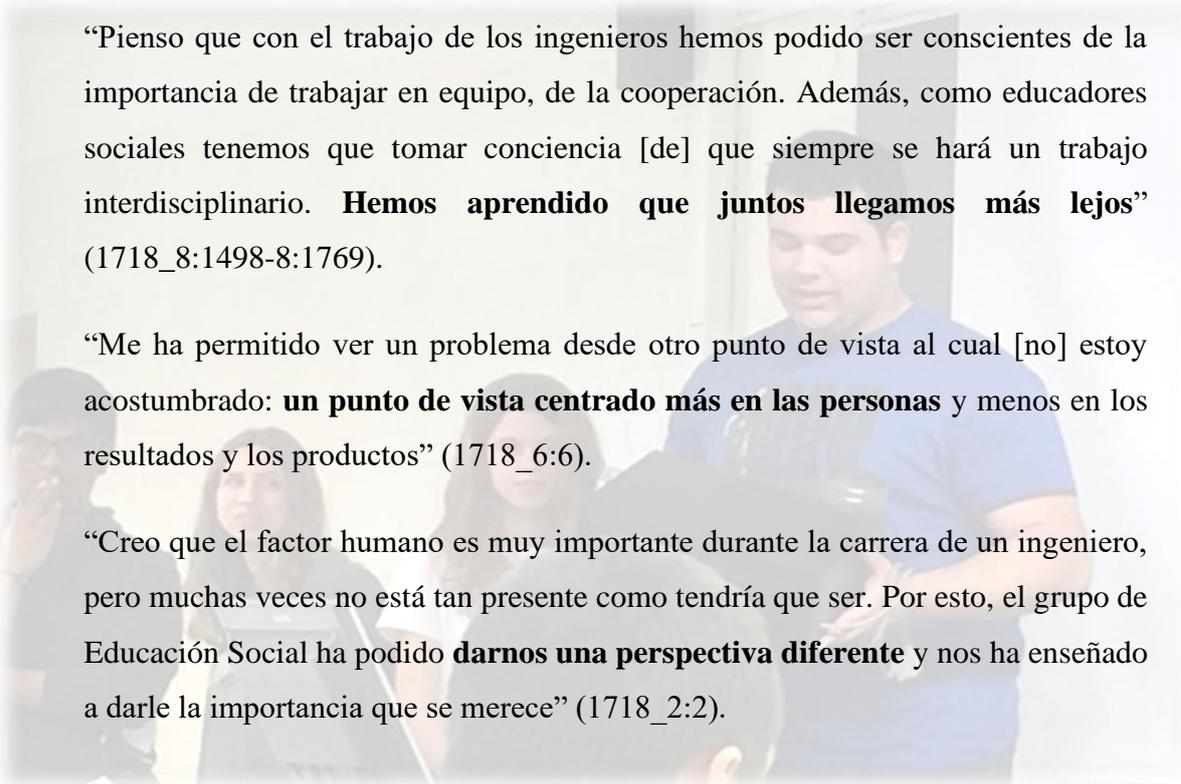 “Pienso que con el trabajo de los ingenieros hemos podido ser conscientes de la
importancia de trabajar en equipo, de la cooperación. Además, como educadores
sociales tenemos que tomar conciencia [de] que siempre se hará un trabajo
interdisciplinario. Hemos aprendido que juntos llegamos más lejos”
(1718_8:1498-8:1769).
“Me ha permitido ver un problema desde otro punto de vista al cual [no] estoy
acostumbrado: un punto de vista centrado más en las personas y menos en los
resultados y los productos” (1718_6:6).
“Creo que el factor humano es muy importante durante la carrera de un ingeniero,
pero muchas veces no está tan presente como tendría que ser. Por esto, el grupo de
Educación Social ha podido darnos una perspectiva diferente y nos ha enseñado
a darle la importancia que se merece” (1718_2:2).